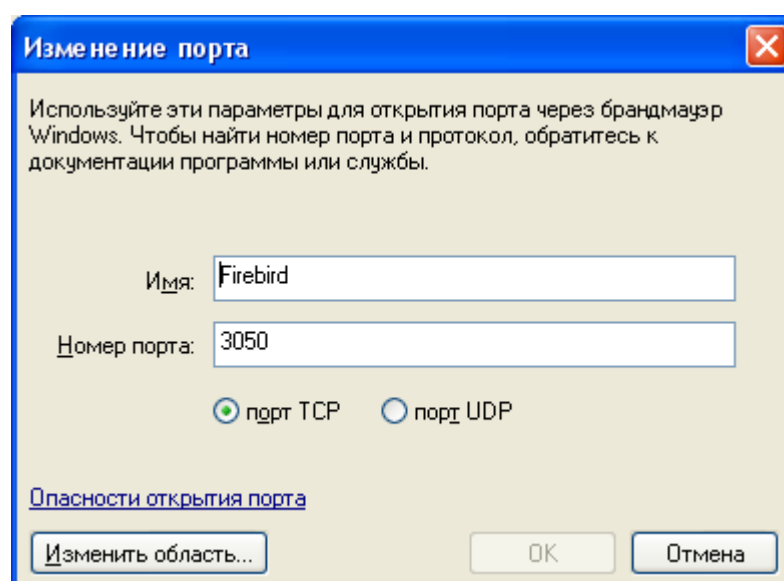 Изменение порта
Используйте эти параметры для открытия порта через брандмауэр
Windows. Чтобы найти номер порта и протокол, обратитесь к
документации программы или службы.
Имя: Firebird
Номер порта: 3050
порт TCP порт UDP
Опасности открытия порта
Изменить область... OK Отмена